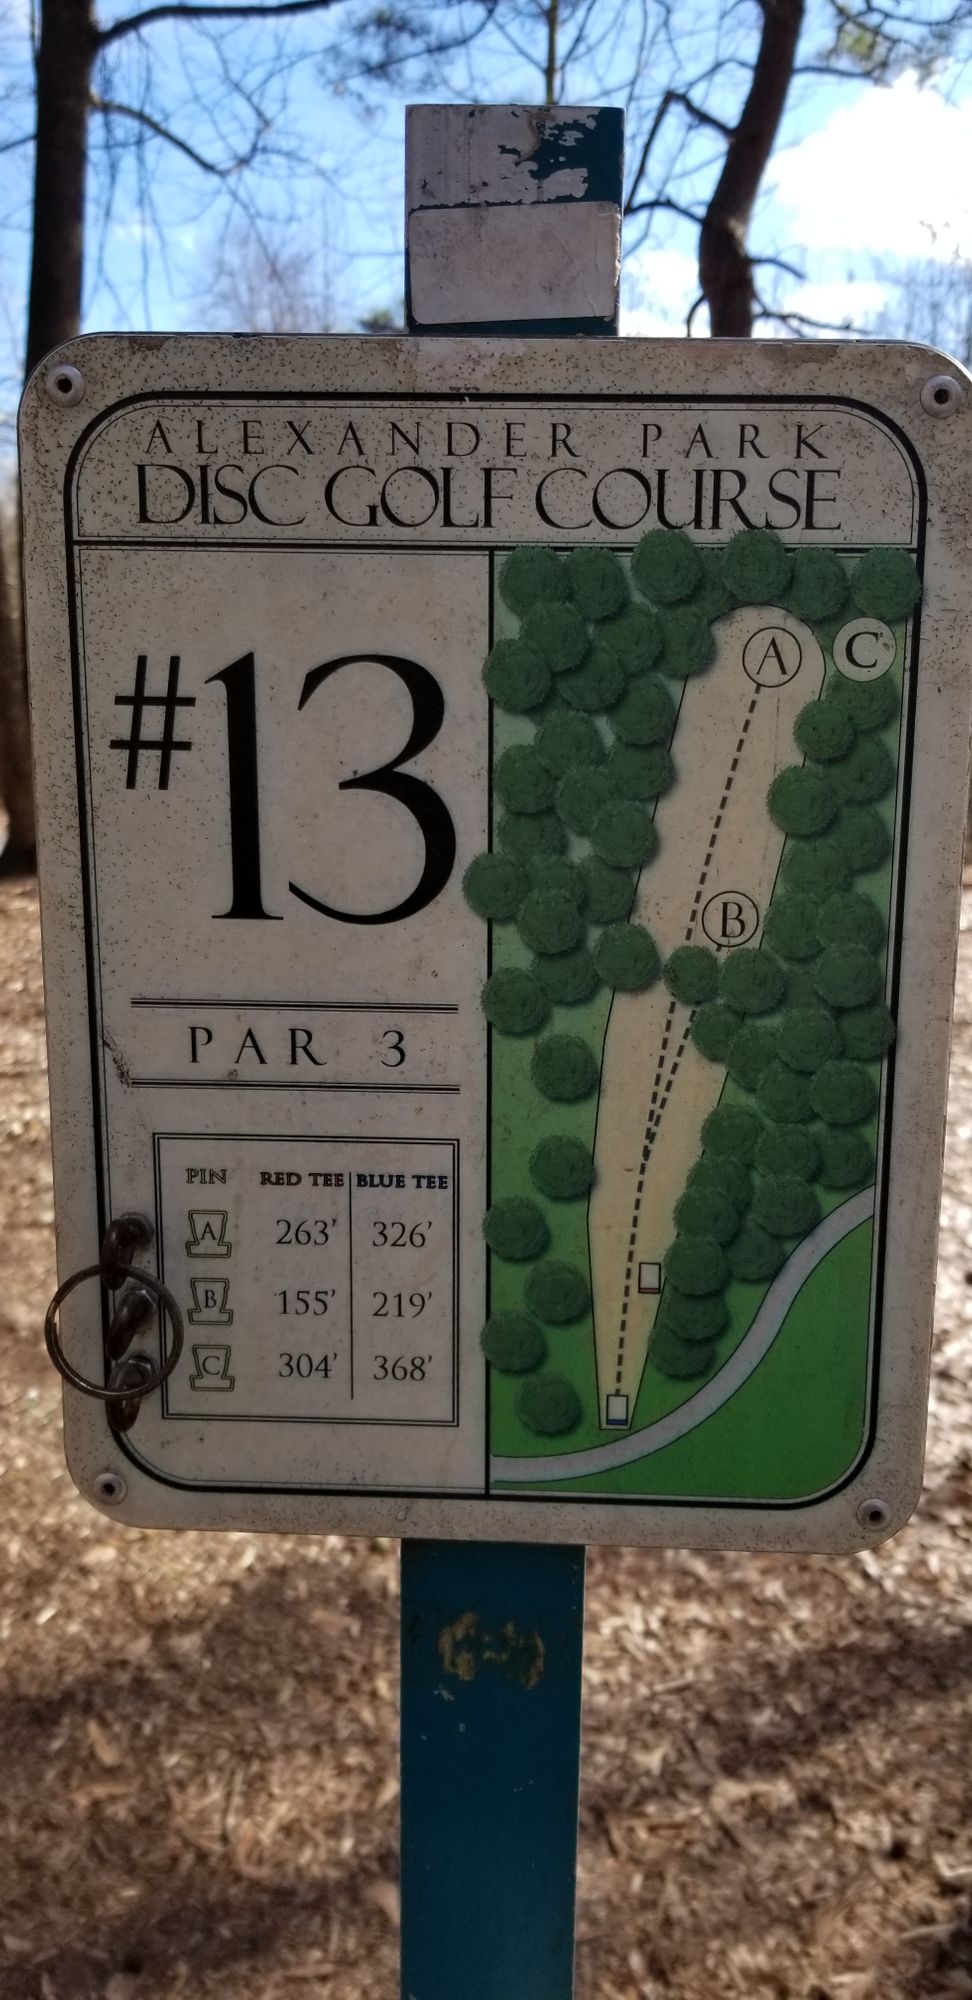 ALEXANDER PARK
DISC GOLF COURSE
#13
PAR 3
PIN RED TEE BLUE TEE
A 263' 326'
B 155' 219'
C 304' 368'
A
C
B